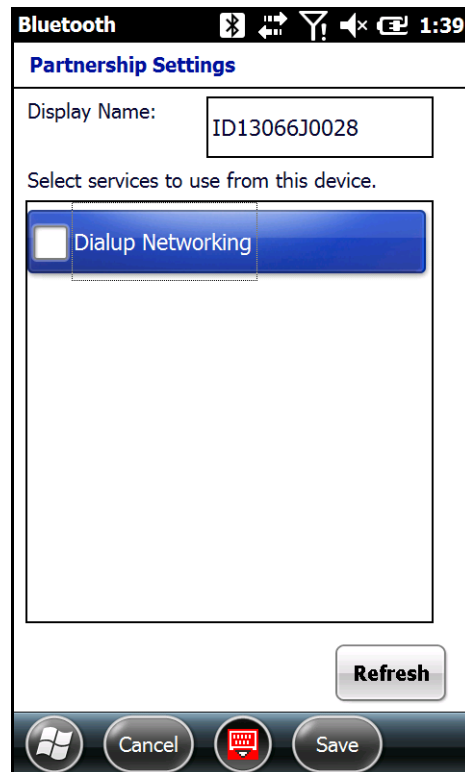 Bluetooth 1:39
Partnership Settings
Display Name:
ID13066J0028
Select services to use from this device.
Dialup Networking
Refresh
Cancel Save